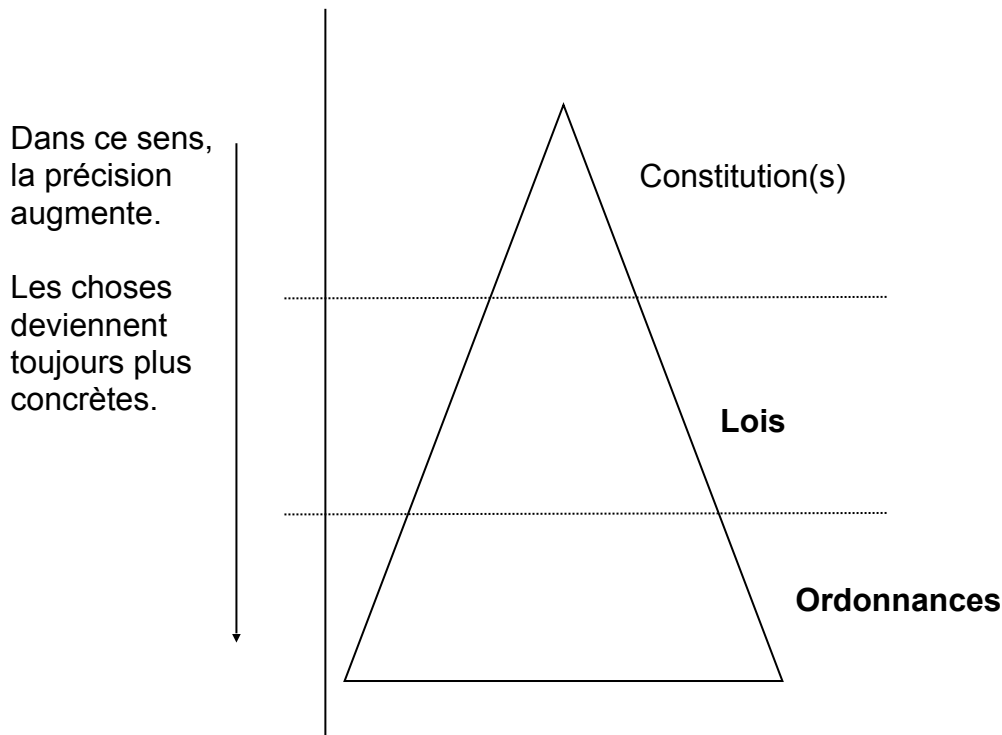 Dans ce sens,
la précision
augmente.
Les choses
deviennent
toujours plus
concrètes.
Constitution(s)
Lois
Ordonnances